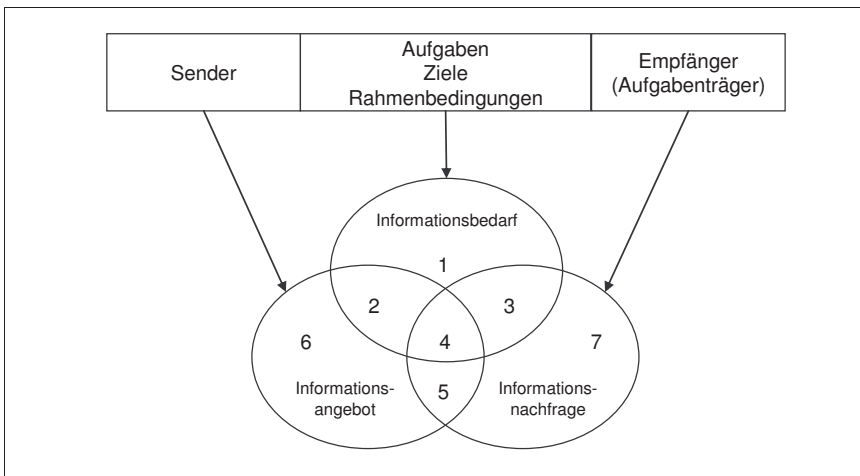 Sender
Aufgaben
Ziele
Rahmenbedingungen
Empfänger
(Aufgabenträger)
Informationsbedarf
1
2
3
6
4
7
5
Informations-
angebot
Informations-
nachfrage